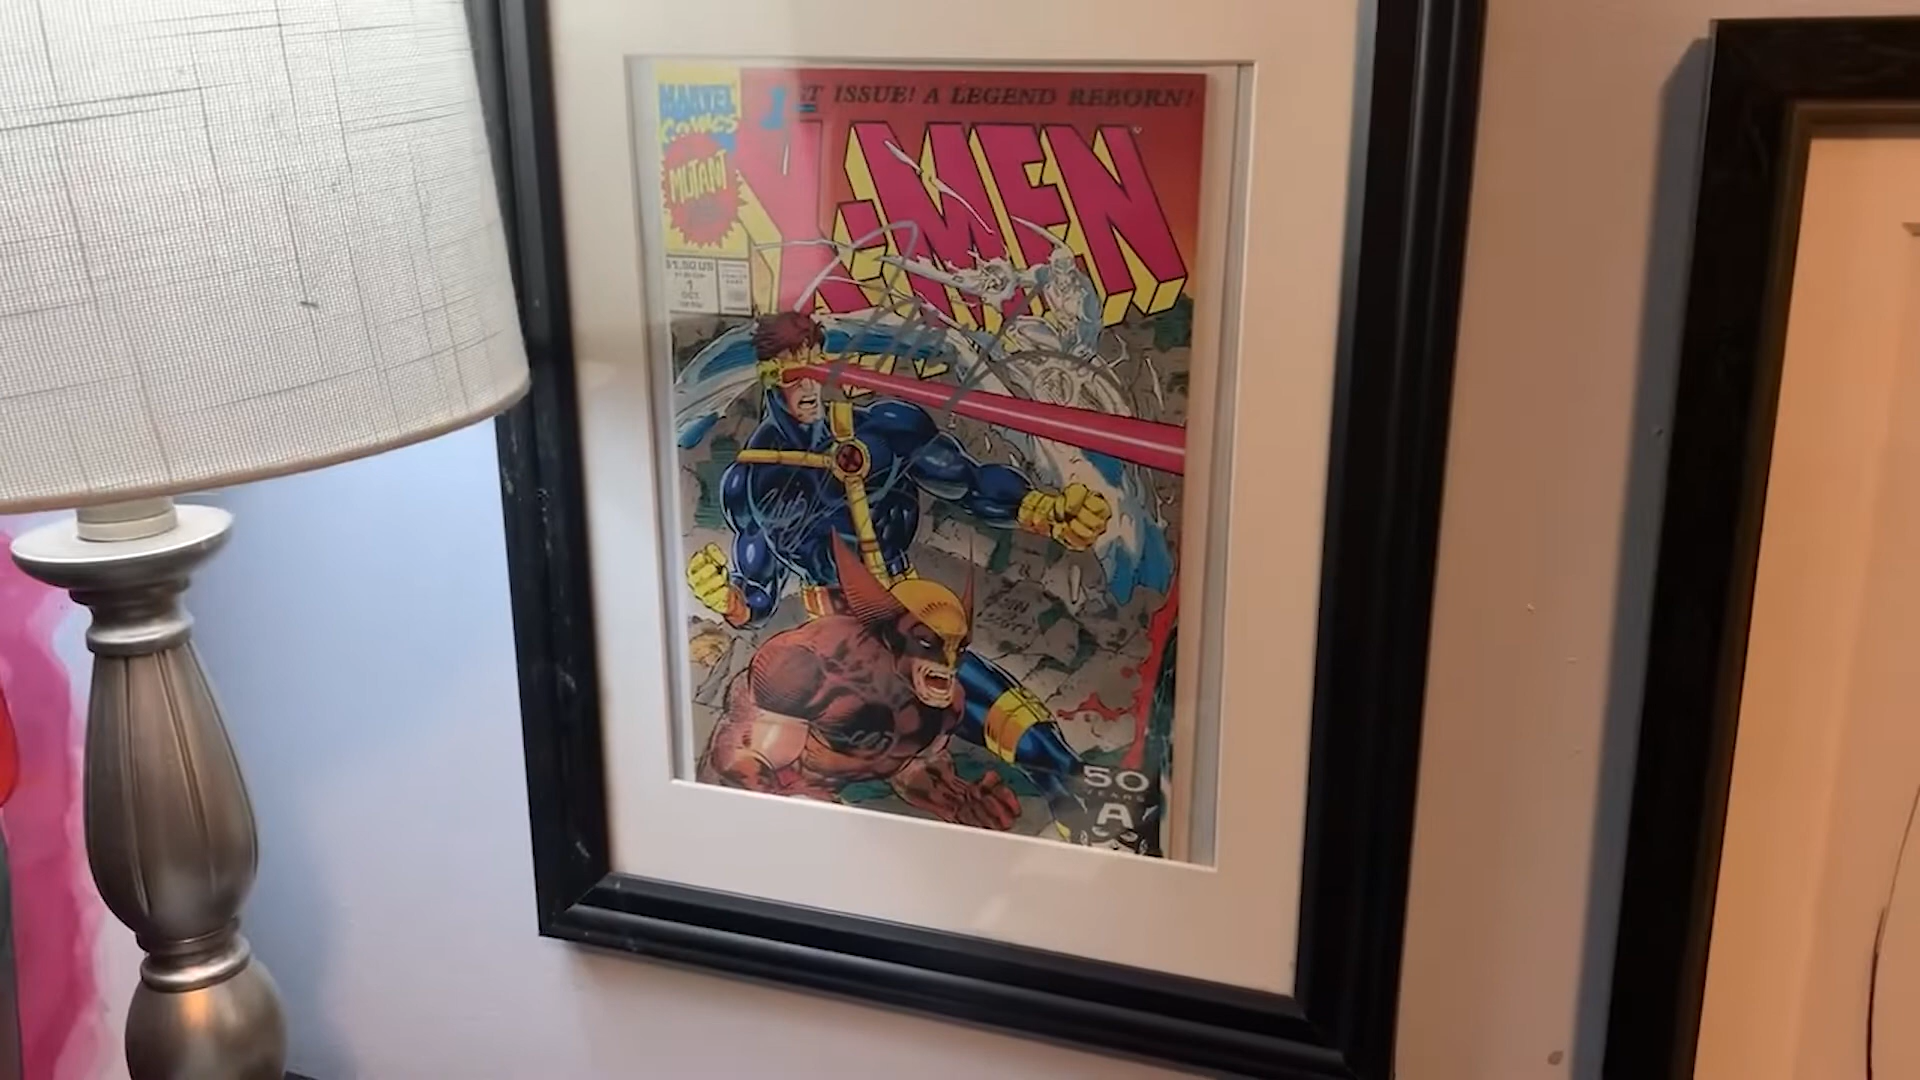 MARVEL
COMICS
1ST ISSUE! A LEGEND REBORN!
X-MEN
MUTANT
$1.50 US
1
OCT
50
YEARS